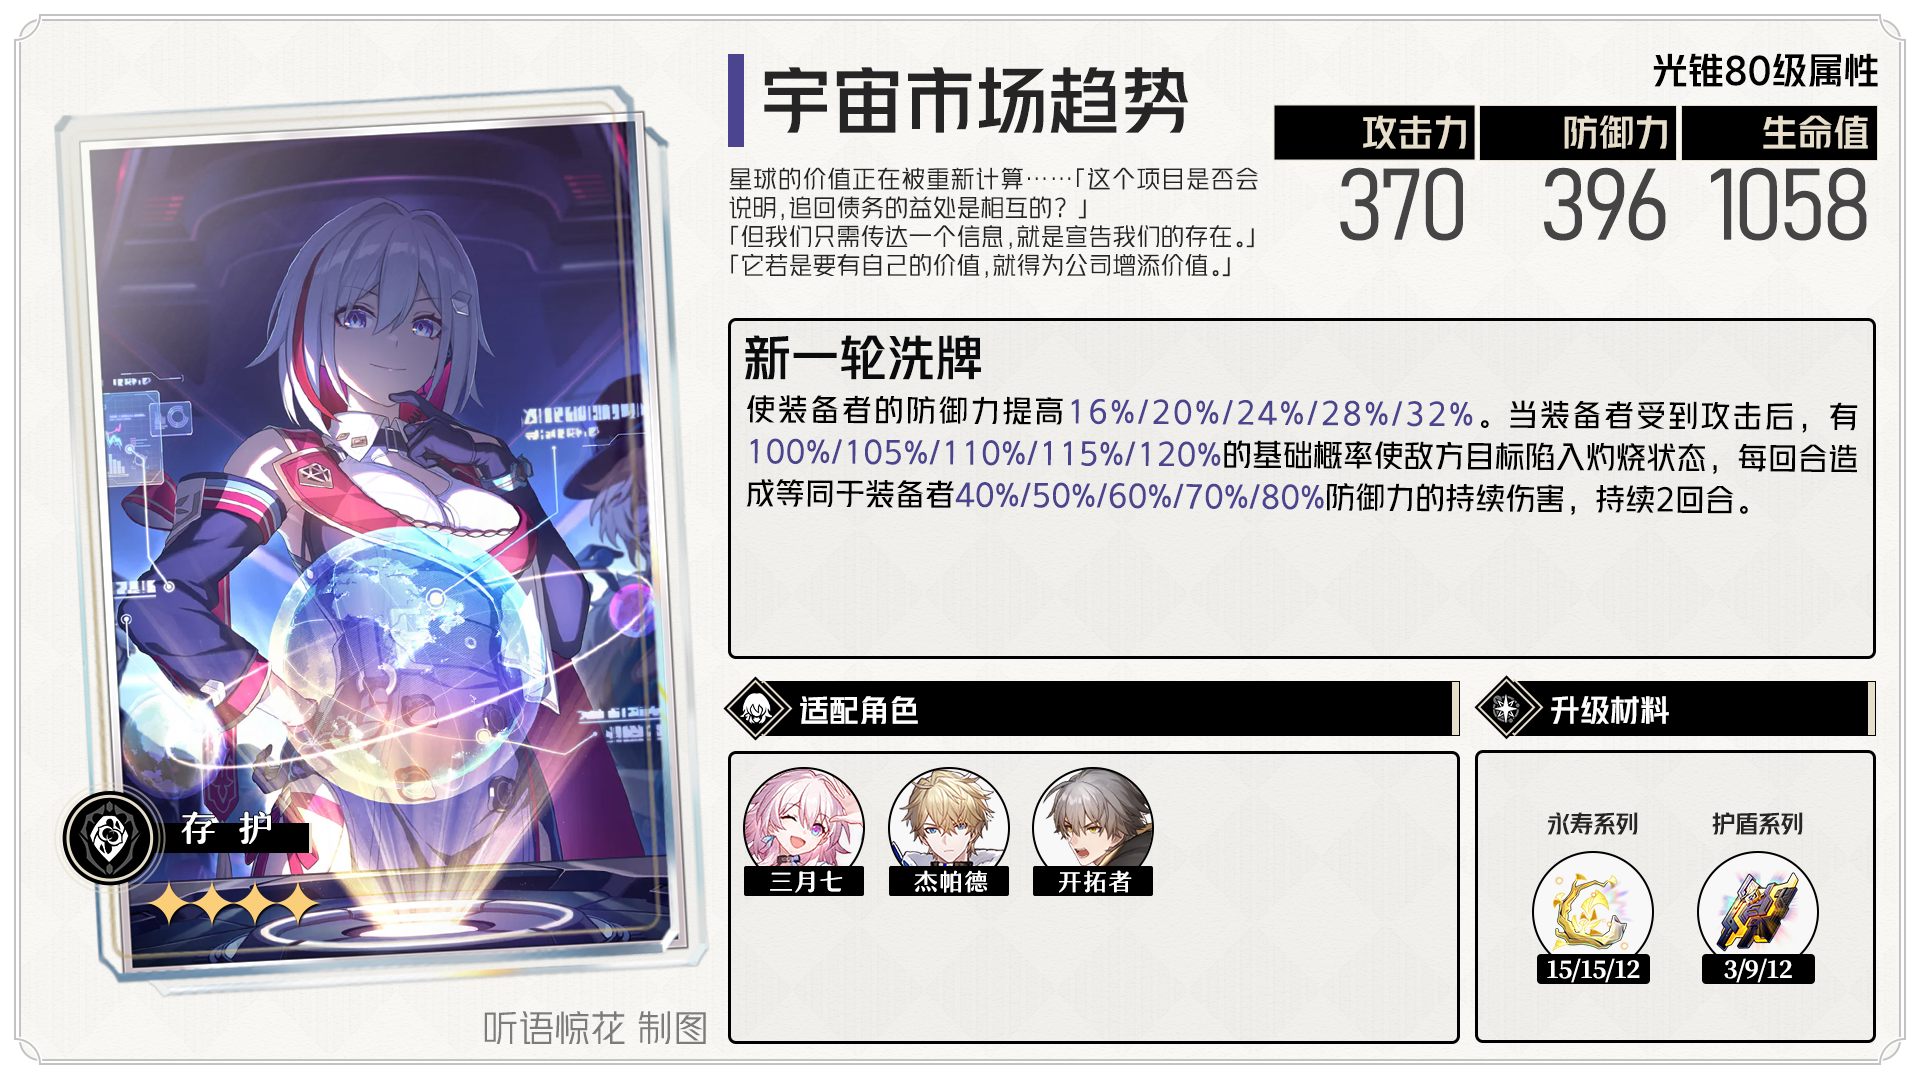 宇宙市场趋势
光锥80级属性
攻击力 防御力 生命值
370 396 1058
星球的价值正在被重新计算……「这个项目是否会
说明,追回债务的益处是相互的？」
「但我们只需传达一个信息,就是宣告我们的存在。」
「它若是要有自己的价值,就得为公司增添价值。」
新一轮洗牌
使装备者的防御力提高16%/20%/24%/28%/32%。当装备者受到攻击后，有
100%/105%/110%/115%/120%的基础概率使敌方目标陷入灼烧状态，每回合造
成等同于装备者40%/50%/60%/70%/80%防御力的持续伤害，持续2回合。
存护
适配角色
三月七 杰帕德 开拓者
升级材料
永寿系列 护盾系列
15/15/12 3/9/12
听语惊花 制图